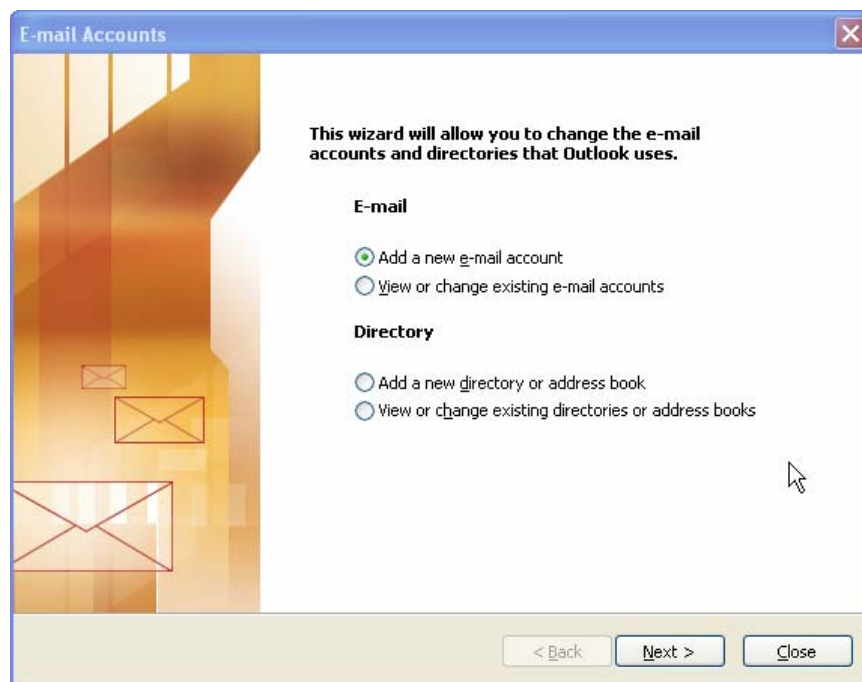 E-mail Accounts
This wizard will allow you to change the e-mail
accounts and directories that Outlook uses.
E-mail
Add a new e-mail account
View or change existing e-mail accounts
Directory
Add a new directory or address book
View or change existing directories or address books
< Back
Next >
Close